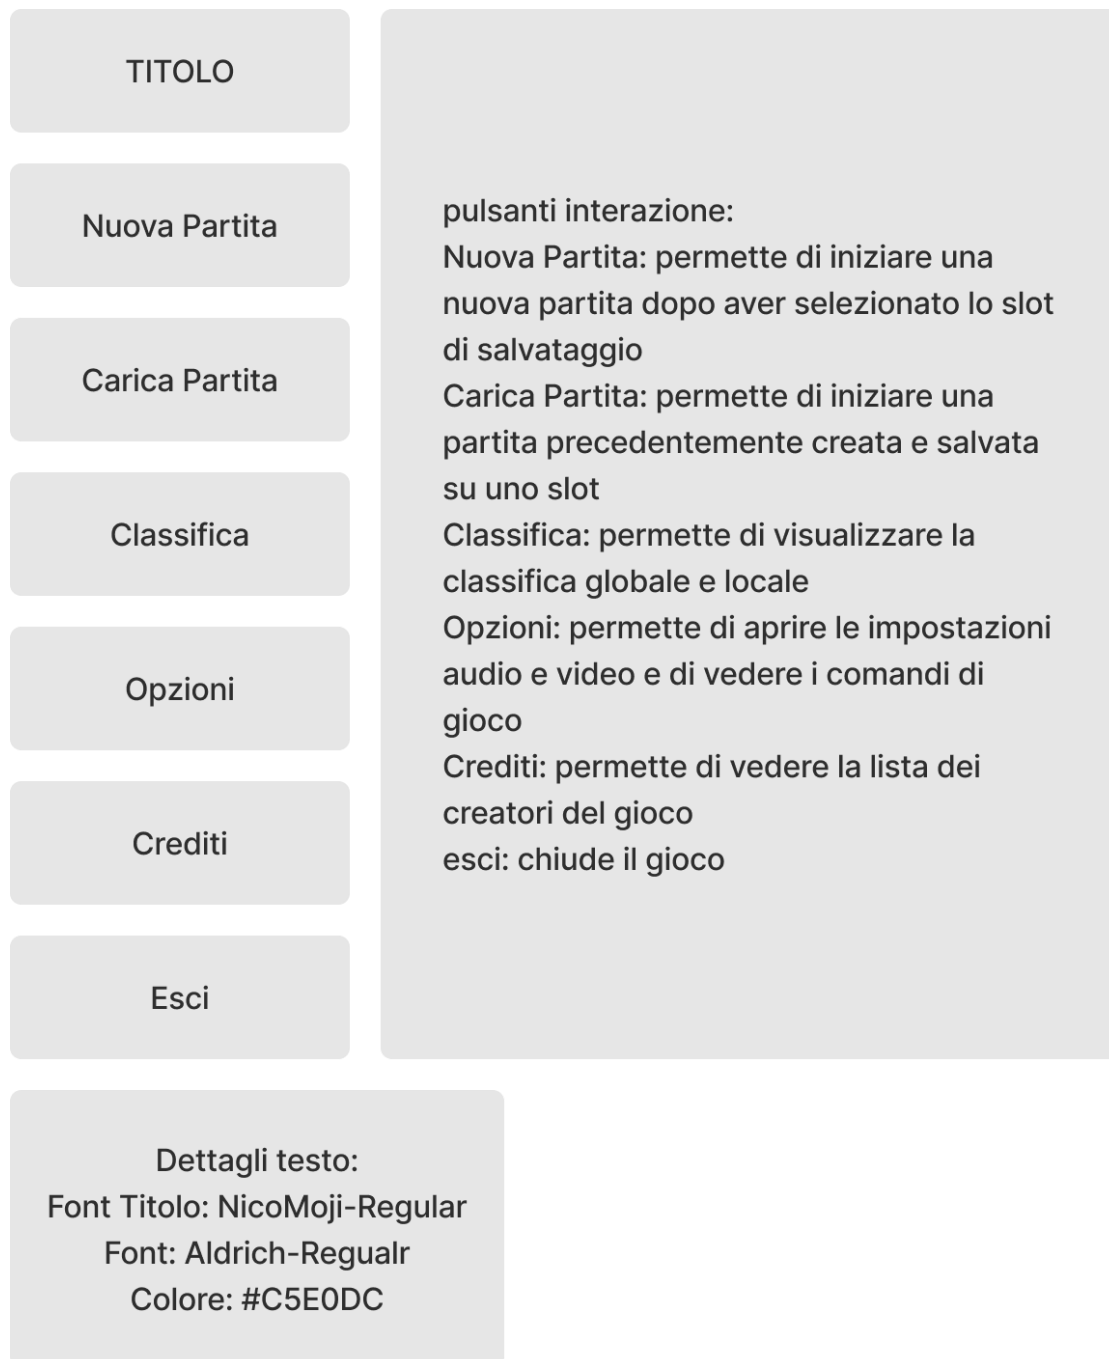 TITOLO
Nuova Partita
Carica Partita
Classifica
Opzioni
Crediti
Esci
pulsanti interazione:
Nuova Partita: permette di iniziare una
nuova partita dopo aver selezionato lo slot
di salvataggio
Carica Partita: permette di iniziare una
partita precedentemente creata e salvata
su uno slot
Classifica: permette di visualizzare la
classifica globale e locale
Opzioni: permette di aprire le impostazioni
audio e video e di vedere i comandi di
gioco
Crediti: permette di vedere la lista dei
creatori del gioco
esci: chiude il gioco
Dettagli testo:
Font Titolo: NicoMoji-Regular
Font: Aldrich-Regualr
Colore: #C5E0DC